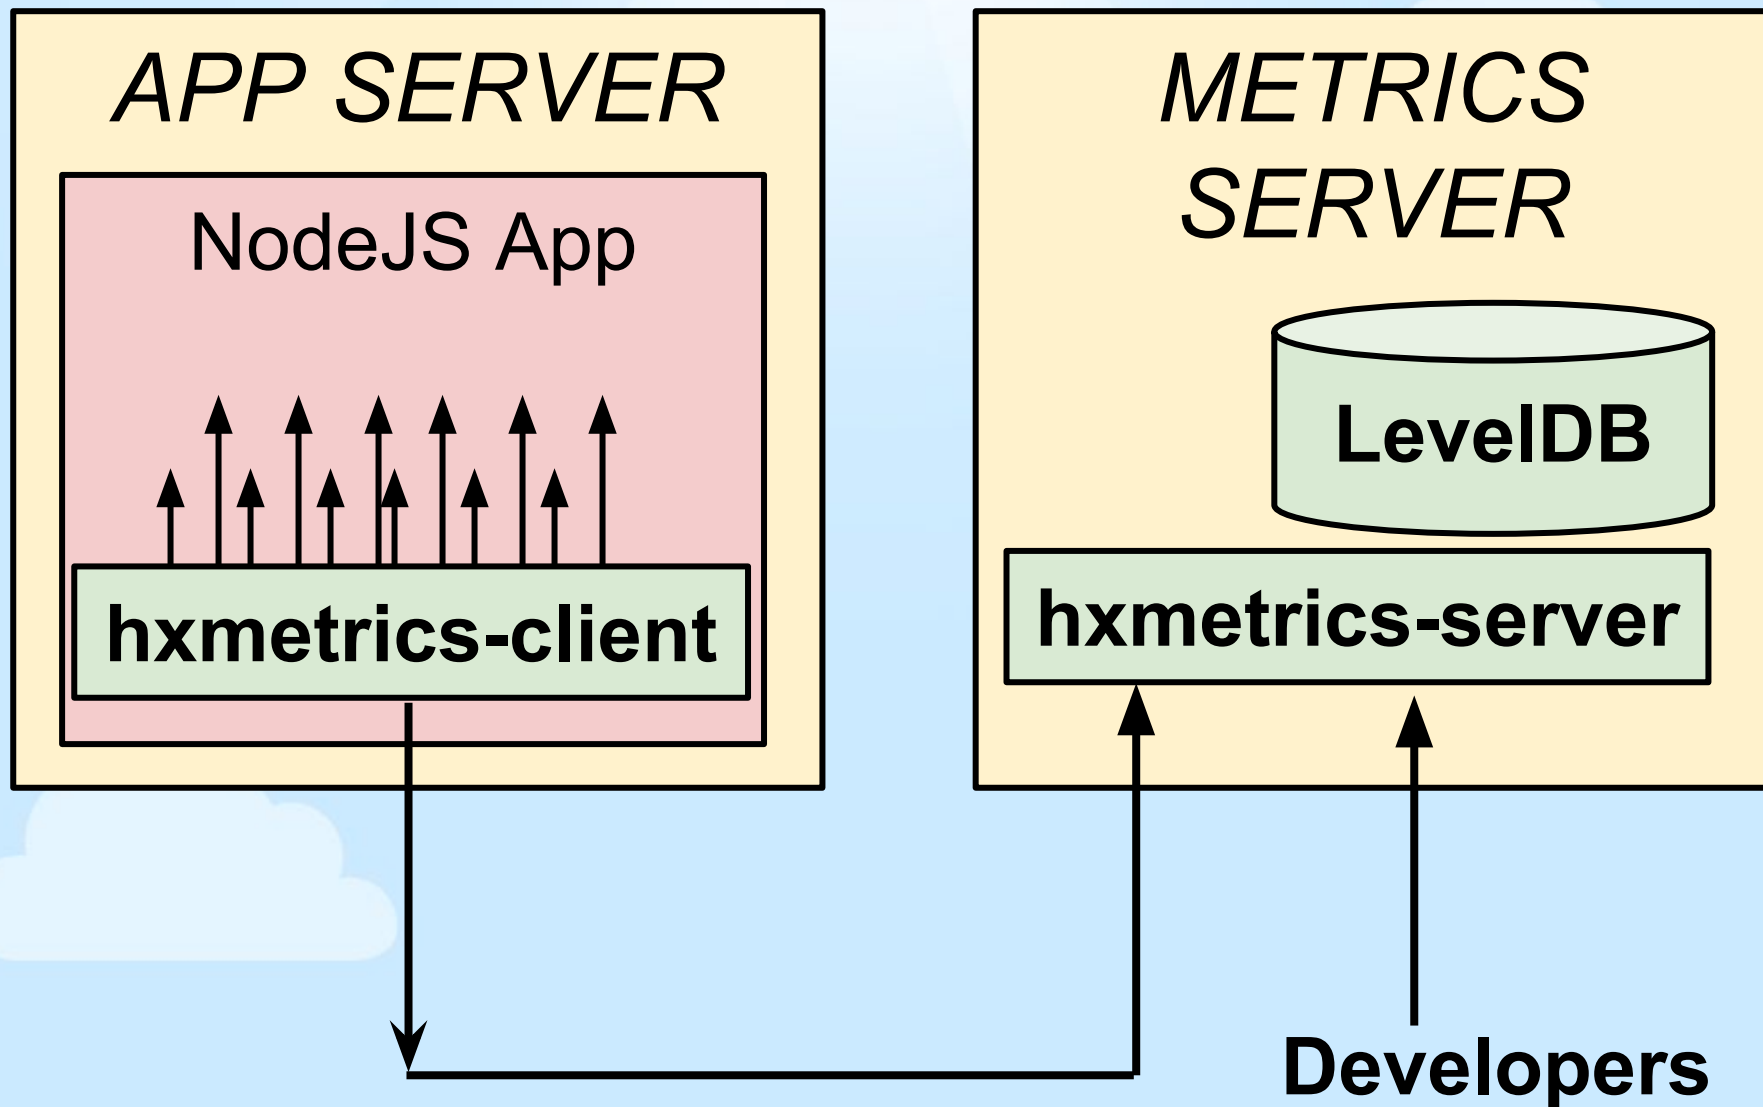 APP SERVER
NodeJS App
hxmetrics-client
METRICS
SERVER
LevelDB
hxmetrics-server
Developers